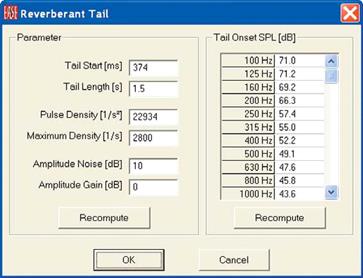 EASE Reverberant Tail
Parameter
Tail Start [ms] 374
Tail Length [s] 1.5
Pulse Density [1/s³] 22934
Maximum Density [1/s] 2800
Amplitude Noise [dB] 10
Amplitude Gain [dB] 0
Recompute
Tail Onset SPL [dB]
100 Hz 71.0
125 Hz 71.2
160 Hz 69.2
200 Hz 66.3
250 Hz 57.4
315 Hz 55.0
400 Hz 52.2
500 Hz 49.1
630 Hz 47.6
800 Hz 45.8
1000 Hz 43.6
Recompute
OK
Cancel